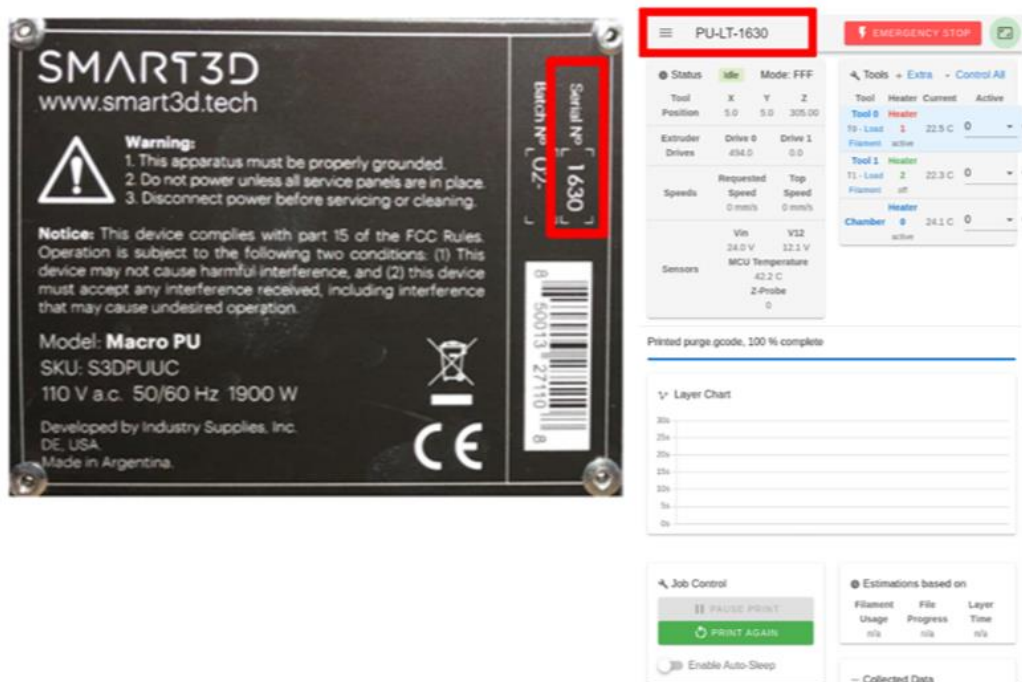 SMART3D
www.smart3d.tech
Warning:
1. This apparatus must be properly grounded.
2. Do not power unless all service panels are in place.
3. Disconnect power before servicing or cleaning.
Notice: This device complies with part 15 of the FCC Rules.
Operation is subject to the following two conditions: (1) This
device may not cause harmful interference, and (2) this device
must accept any interference received, including interference
that may cause undesired operation.
Model: Macro PU
SKU: S3DPUUC
110 V a.c. 50/60 Hz 1900 W
Developed by Industry Supplies, Inc.
DE, USA.
Made in Argentina.
CE
Serial Nº 1630
Batch Nº UZ-
8 50013 27110 8
PU-LT-1630
EMERGENCY STOP
Status Idle Mode: FFF
Tool Position X Y Z
5.0 5.0 305.00
Extruder Drives Drive 0 Drive 1
494.0 0.0
Speeds Requested Speed Top Speed
0 mm/s 0 mm/s
Sensors Vin V12
24.0 V 12.1 V
MCU Temperature
42.2 C
Z-Probe
0
Tools + Extra - Control All
Tool Heater Current Active
Tool 0 Heater
T0 - Load 1 22.5 C 0
Filament active
Tool 1 Heater
T1 - Load 2 22.3 C 0
Filament off
Heater
Chamber 0 24.1 C 0
active
Printed purge.gcode, 100 % complete
Layer Chart
30s
25s
20s
15s
10s
5s
0s
Job Control
PAUSE PRINT
PRINT AGAIN
Enable Auto-Sleep
Estimations based on
Filament Usage File Progress Layer Time
n/a n/a n/a
Collected Data